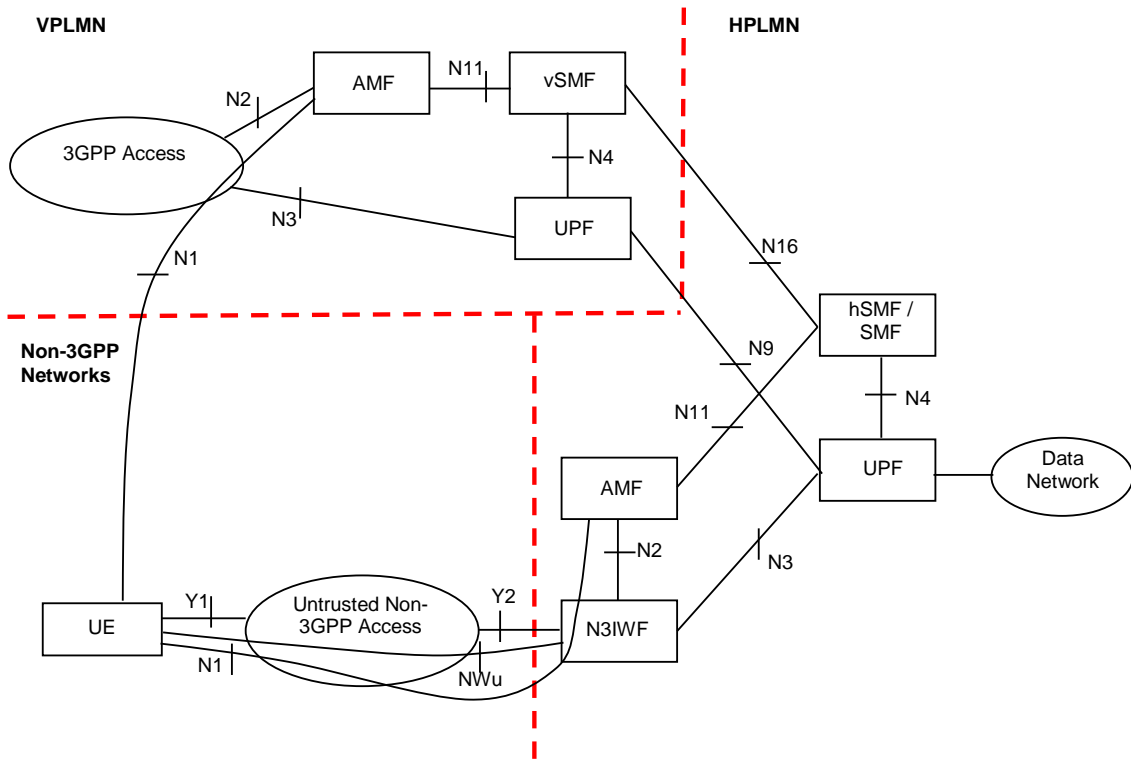 VPLMN
HPLMN
N11
AMF
vSMF
N2
3GPP Access
N4
N3
UPF
N1
N16
hSMF /
SMF
Non-3GPP
Networks
N9
N4
N11
AMF
UPF
Data
Network
N2
N3
Y1
Untrusted Non-
3GPP Access
Y2
UE
N3IWF
N1
NWu